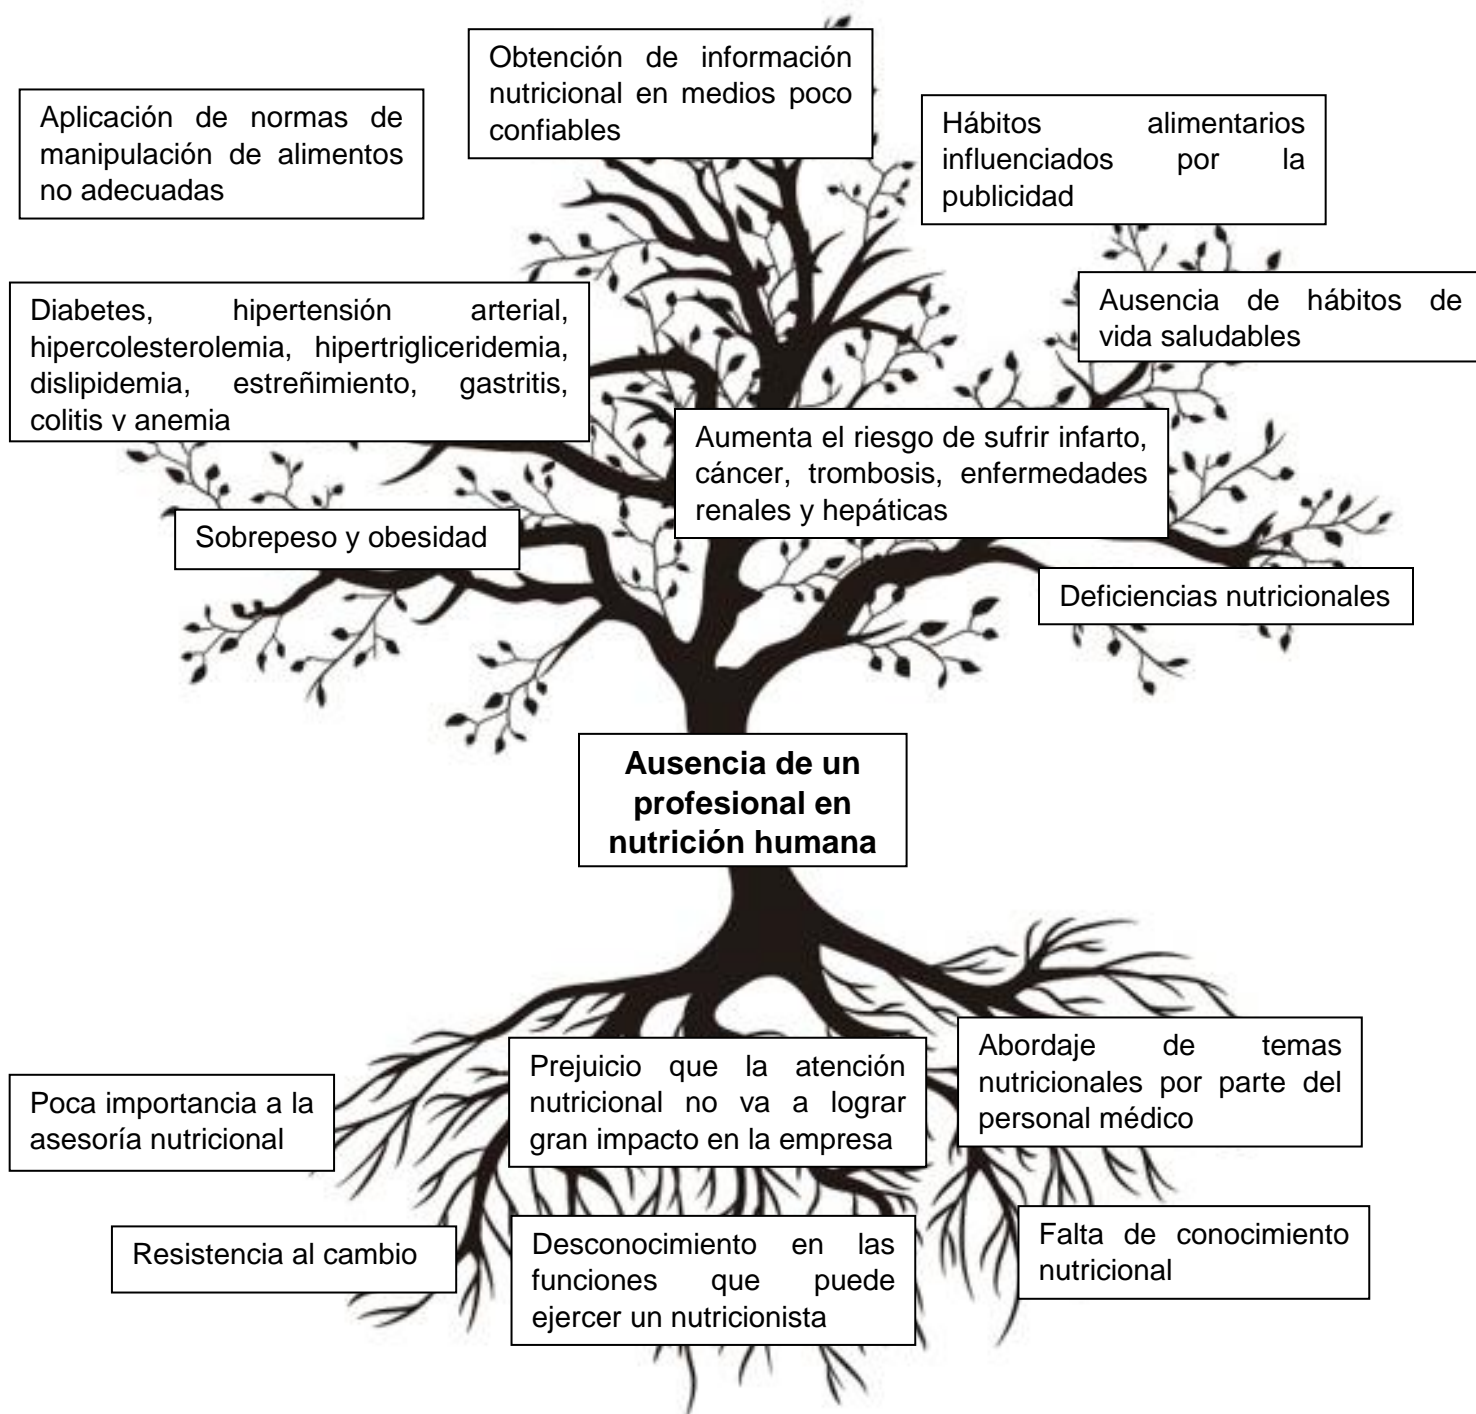 Obtención de información
nutricional en medios poco
confiables
Aplicación de normas de
manipulación de alimentos
no adecuadas
Hábitos alimentarios
influenciados por la
publicidad
Ausencia de hábitos de
vida saludables
Diabetes, hipertensión arterial,
hipercolesterolemia, hipertrigliceridemia,
dislipidemia, estreñimiento, gastritis,
colitis y anemia
Aumenta el riesgo de sufrir infarto,
cáncer, trombosis, enfermedades
renales y hepáticas
Sobrepeso y obesidad
Deficiencias nutricionales
Ausencia de un
profesional en
nutrición humana
Poca importancia a la
asesoría nutricional
Prejuicio que la atención
nutricional no va a lograr
gran impacto en la empresa
Abordaje de temas
nutricionales por parte del
personal médico
Resistencia al cambio
Desconocimiento en las
funciones que puede
ejercer un nutricionista
Falta de conocimiento
nutricional